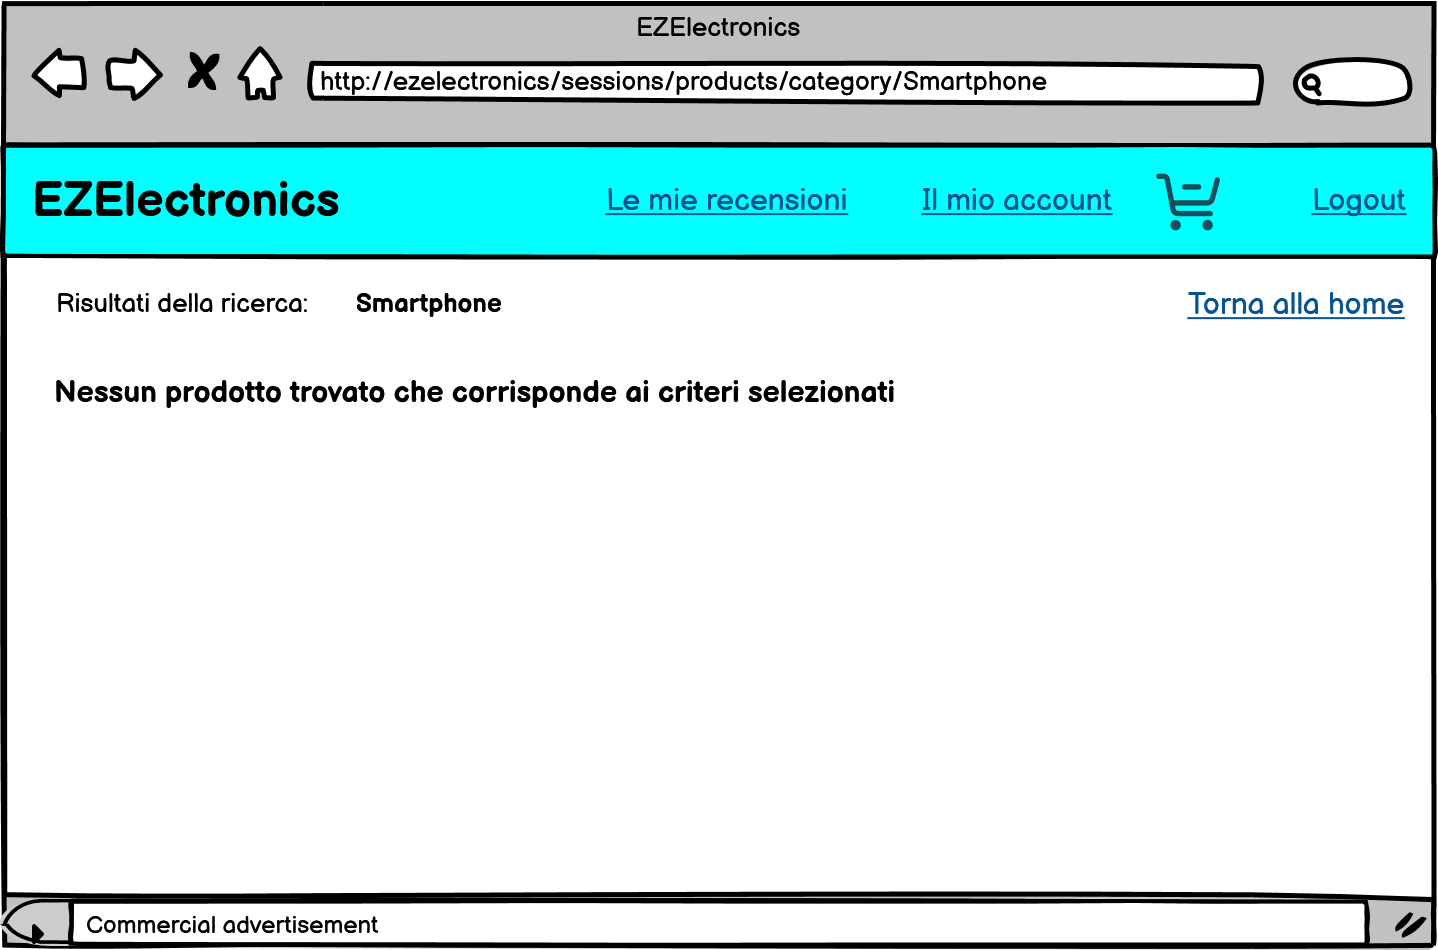 EZElectronics
http://ezelectronics/sessions/products/category/Smartphone
EZElectronics
Le mie recensioni
Il mio account
Logout
Risultati della ricerca: Smartphone
Torna alla home
Nessun prodotto trovato che corrisponde ai criteri selezionati
Commercial advertisement